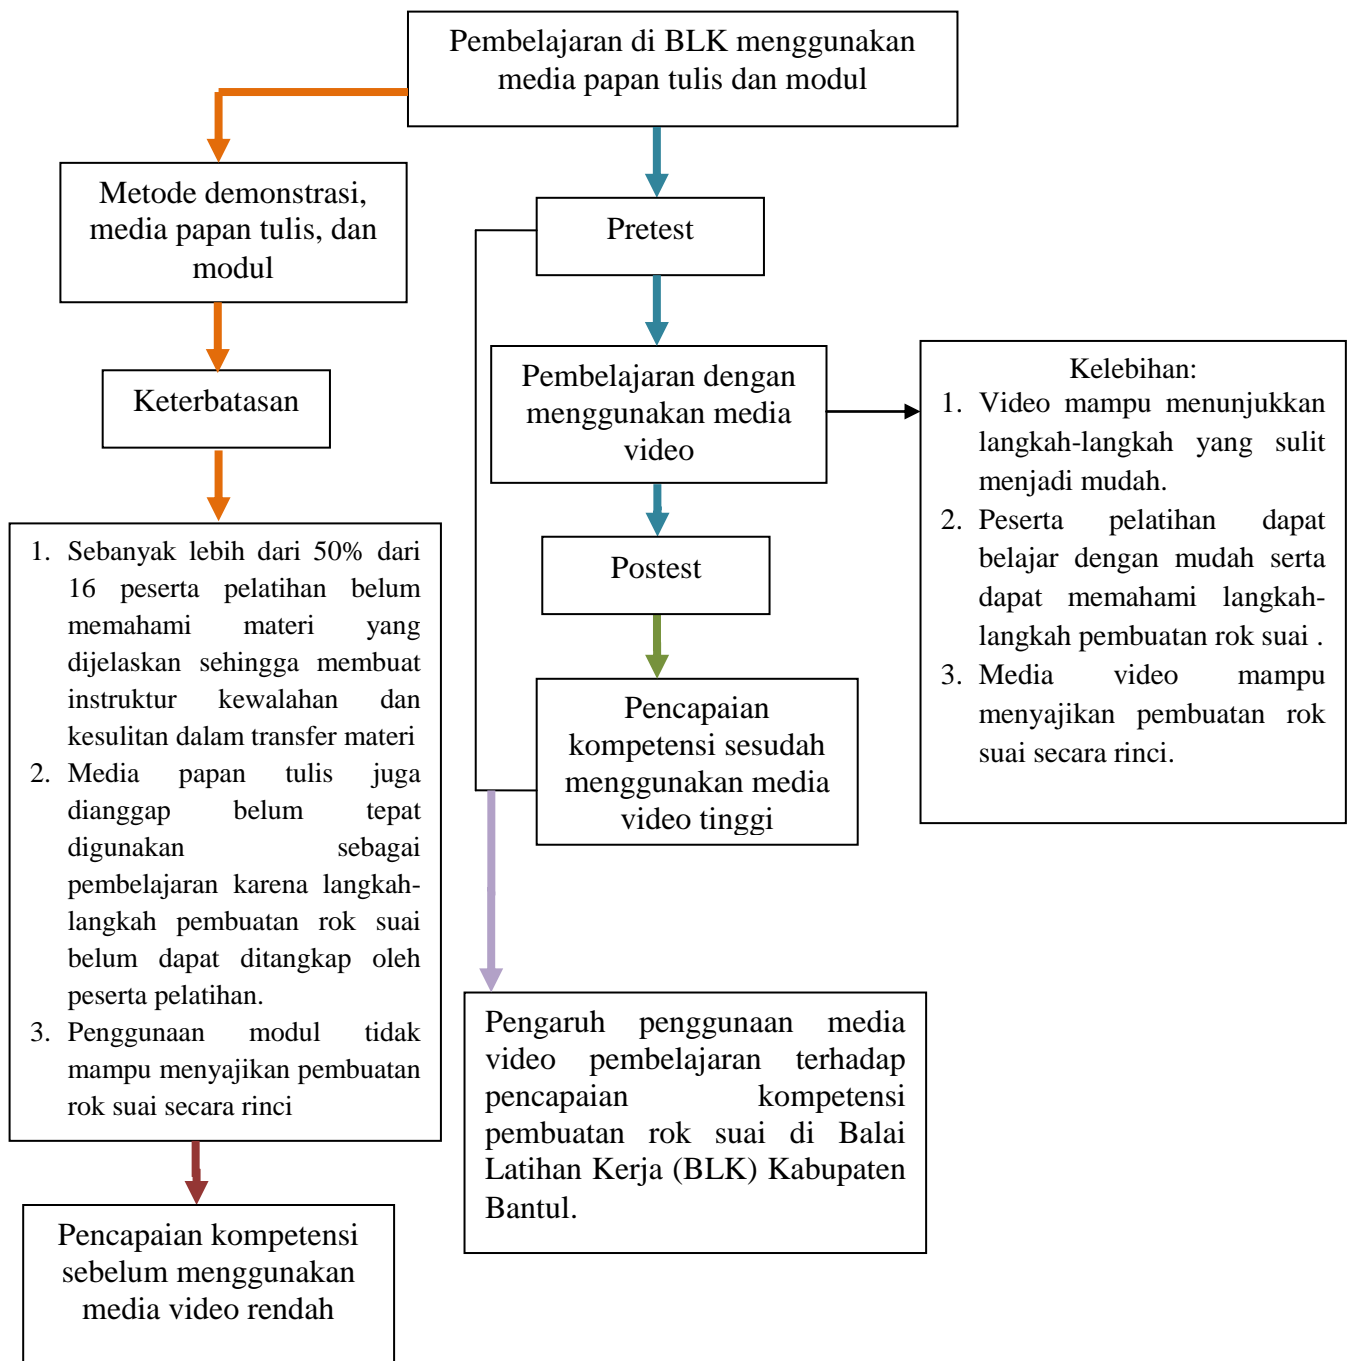 Pembelajaran di BLK menggunakan
media papan tulis dan modul
Metode demonstrasi,
media papan tulis, dan
modul
Keterbatasan
1. Sebanyak lebih dari 50% dari
16 peserta pelatihan belum
memahami materi yang
dijelaskan sehingga membuat
instruktur kewalahan dan
kesulitan dalam transfer materi
2. Media papan tulis juga
dianggap belum tepat
digunakan sebagai
pembelajaran karena langkah-
langkah pembuatan rok suai
belum dapat ditangkap oleh
peserta pelatihan.
3. Penggunaan modul tidak
mampu menyajikan pembuatan
rok suai secara rinci
Pencapaian kompetensi
sebelum menggunakan
media video rendah
Pretest
Pembelajaran dengan
menggunakan media
video
Postest
Pencapaian
kompetensi sesudah
menggunakan media
video tinggi
Pengaruh penggunaan media
video pembelajaran terhadap
pencapaian kompetensi
pembuatan rok suai di Balai
Latihan Kerja (BLK) Kabupaten
Bantul.
Kelebihan:
1. Video mampu menunjukkan
langkah-langkah yang sulit
menjadi mudah.
2. Peserta pelatihan dapat
belajar dengan mudah serta
dapat memahami langkah-
langkah pembuatan rok suai .
3. Media video mampu
menyajikan pembuatan rok
suai secara rinci.